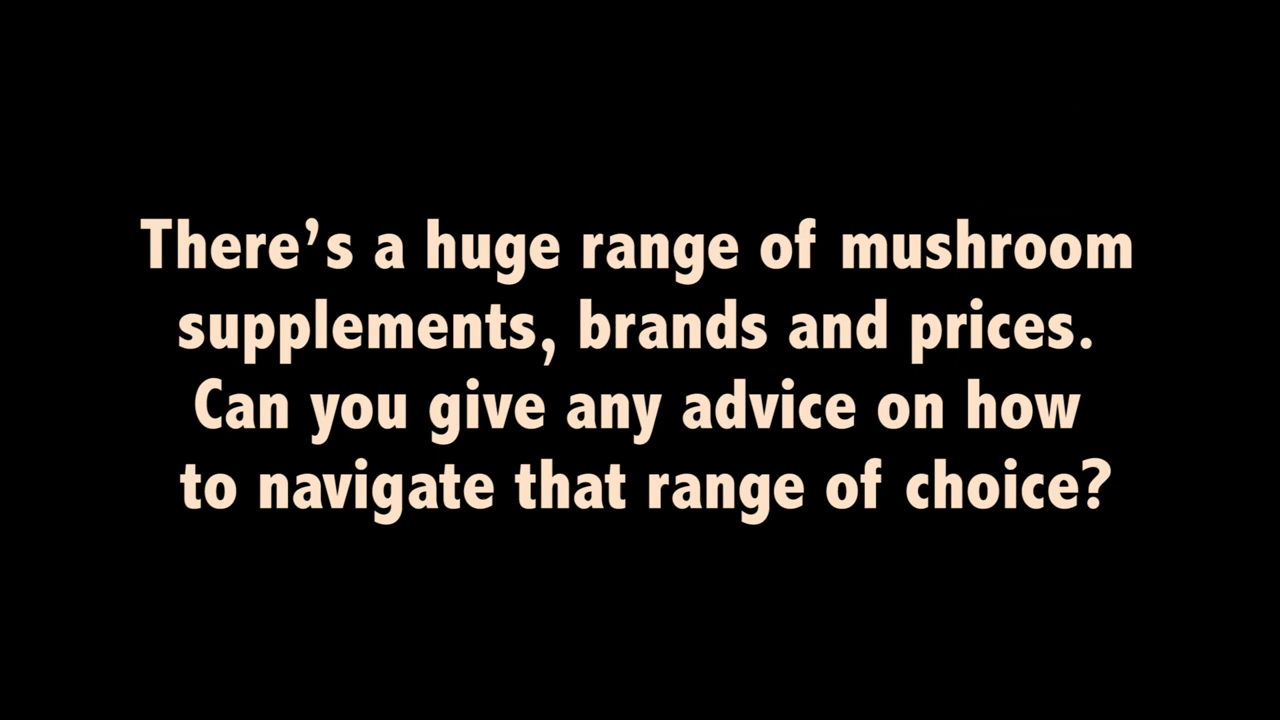 There’s a huge range of mushroom
supplements, brands and prices.
Can you give any advice on how
to navigate that range of choice?